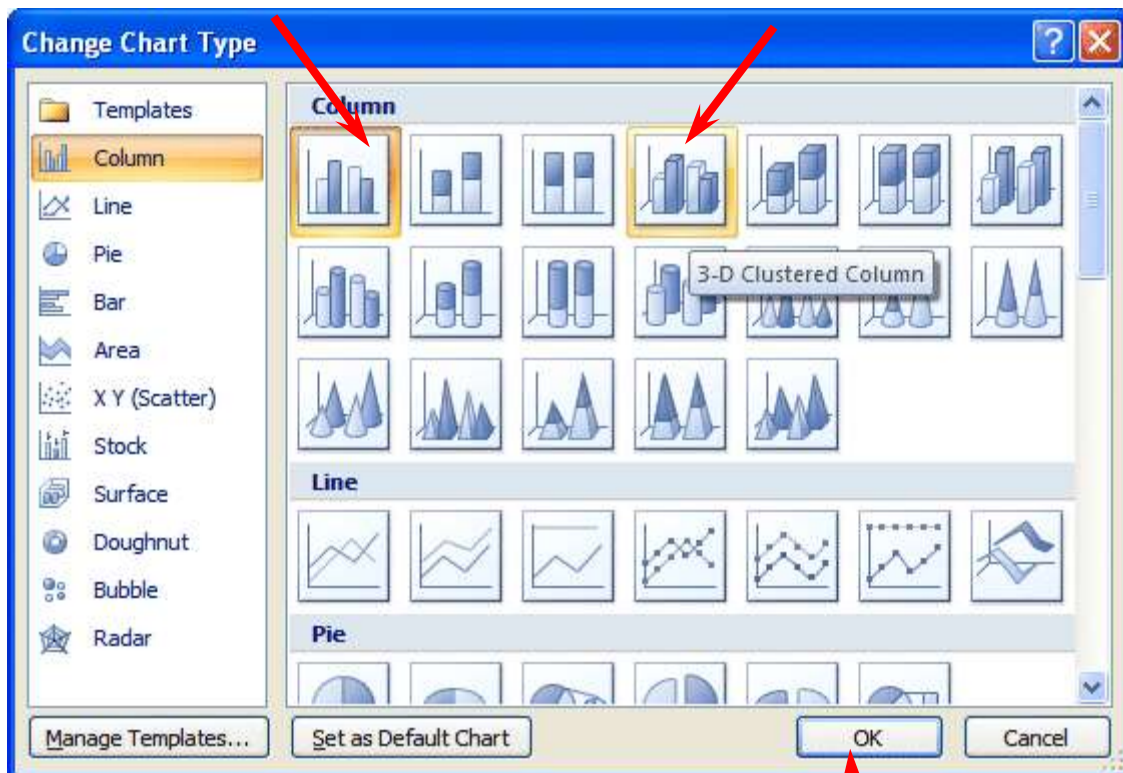 Change Chart Type
Templates
Column
Line
Pie
Bar
Area
X Y (Scatter)
Stock
Surface
Doughnut
Bubble
Radar
Column
3-D Clustered Column
Line
Pie
Manage Templates...
Set as Default Chart
OK
Cancel